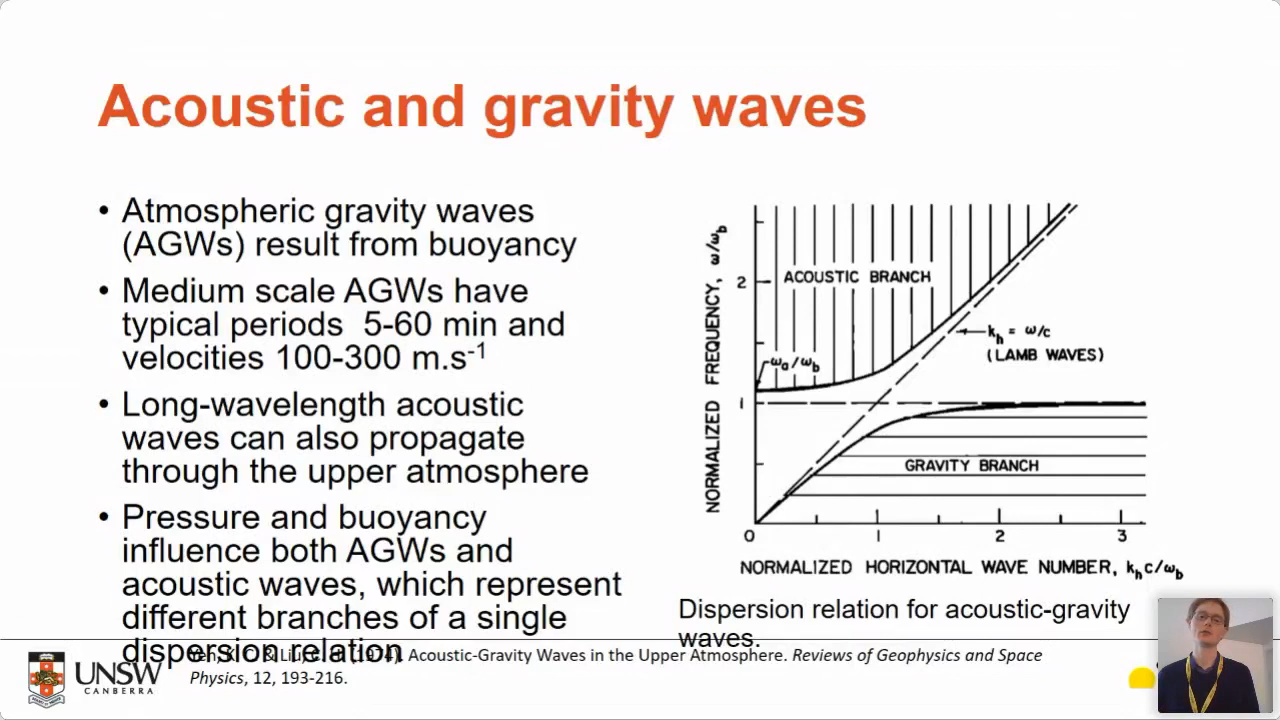 Acoustic and gravity waves
• Atmospheric gravity waves
(AGWs) result from buoyancy
• Medium scale AGWs have
typical periods 5-60 min and
velocities 100-300 m.s-1
• Long-wavelength acoustic
waves can also propagate
through the upper atmosphere
• Pressure and buoyancy
influence both AGWs and
acoustic waves, which represent
different branches of a single
dispersion relation.
NORMALIZED FREQUENCY, ω/ωb
2
1
ACOUSTIC BRANCH
ωa/ωb
kh = ω/c
(LAMB WAVES)
GRAVITY BRANCH
0 1 2 3
NORMALIZED HORIZONTAL WAVE NUMBER, khc/ωb
Dispersion relation for acoustic-gravity
waves.
(1974). Acoustic-Gravity Waves in the Upper Atmosphere. Reviews of Geophysics and Space
Physics, 12, 193-216.
UNSW
CANBERRA